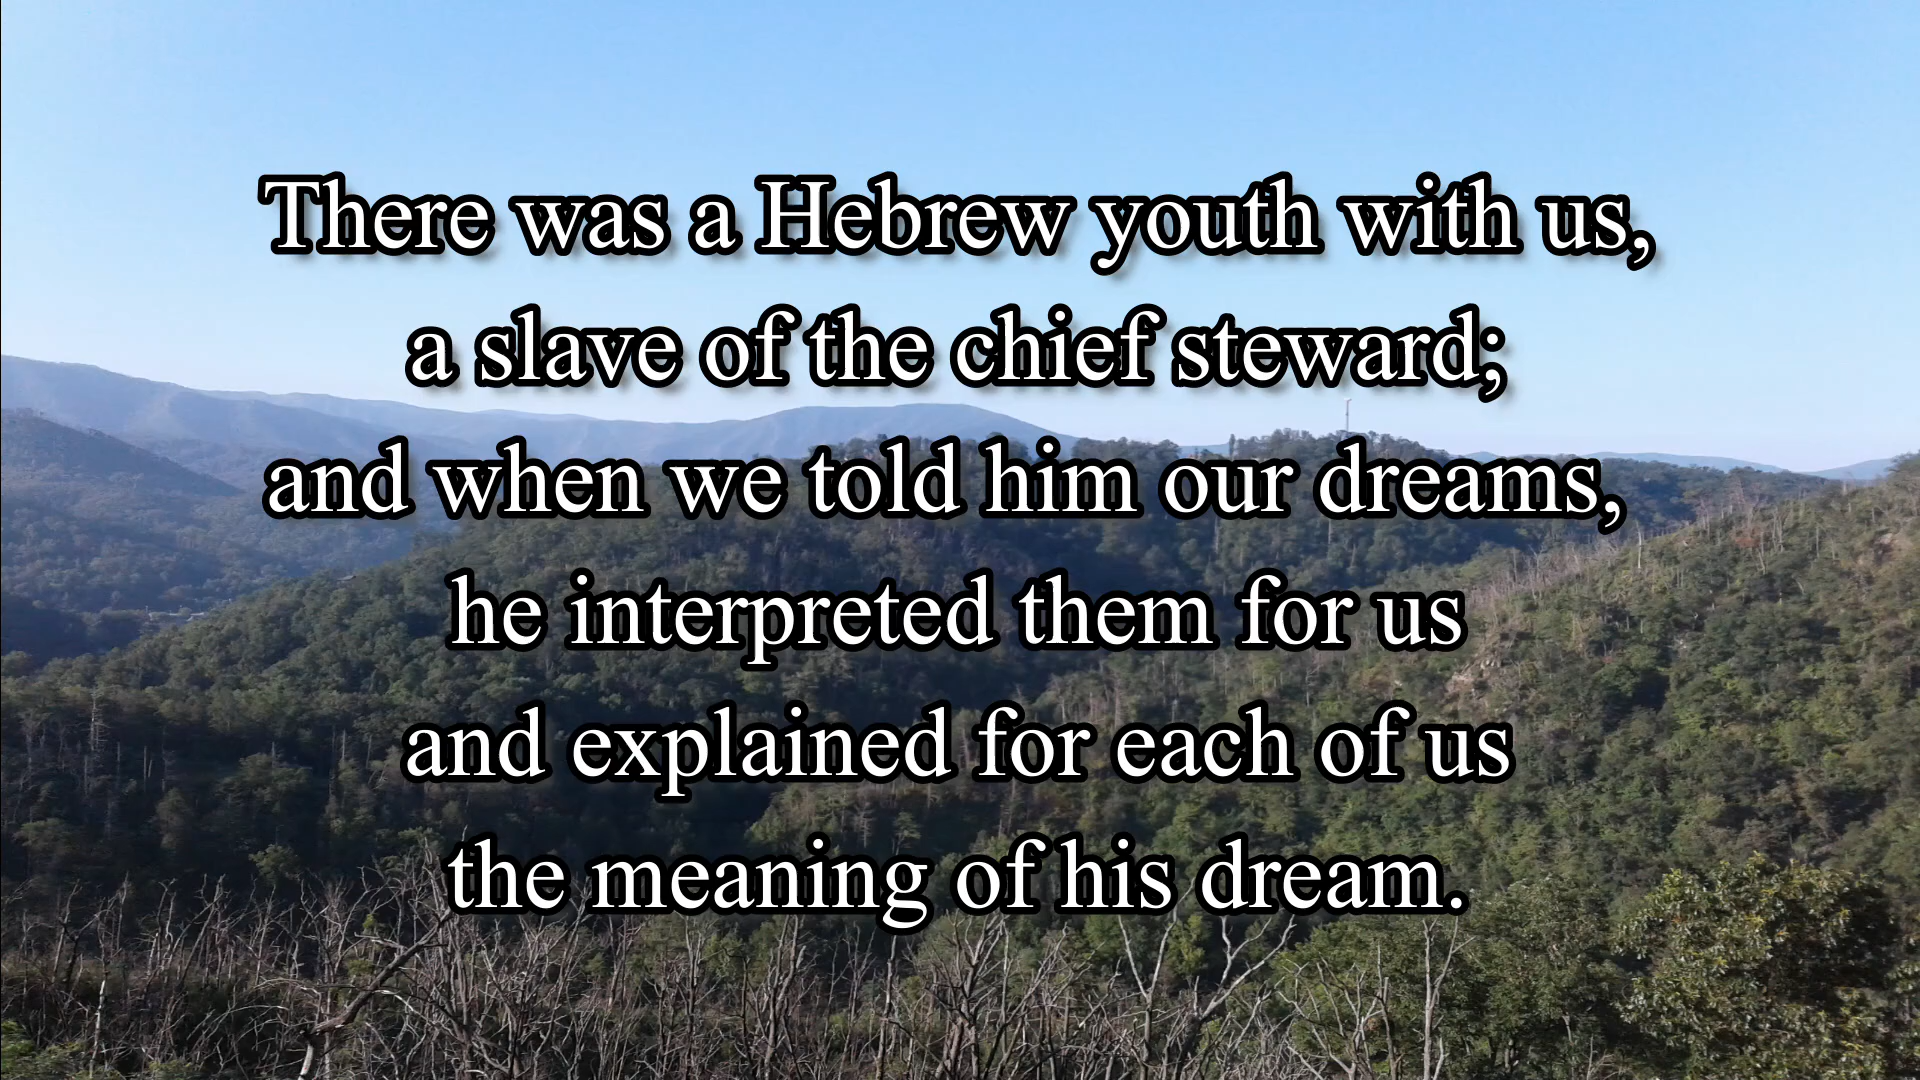 There was a Hebrew youth with us,
a slave of the chief steward;
and when we told him our dreams,
he interpreted them for us
and explained for each of us
the meaning of his dream.